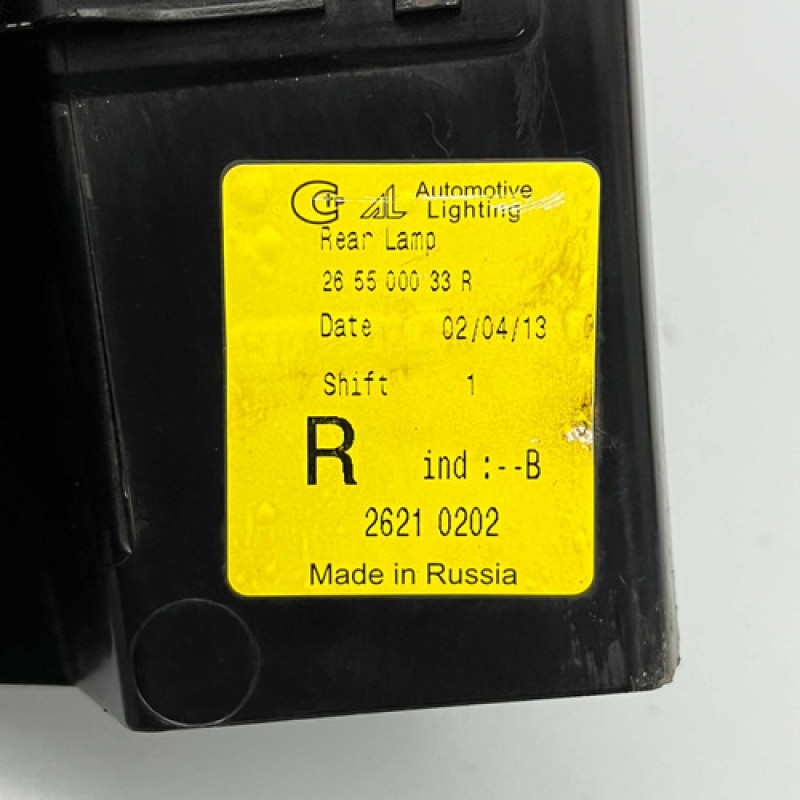 AL Automotive
Lighting
Rear Lamp
26 55 000 33 R
Date 02/04/13
Shift 1
R ind :--B
2621 0202
Made in Russia